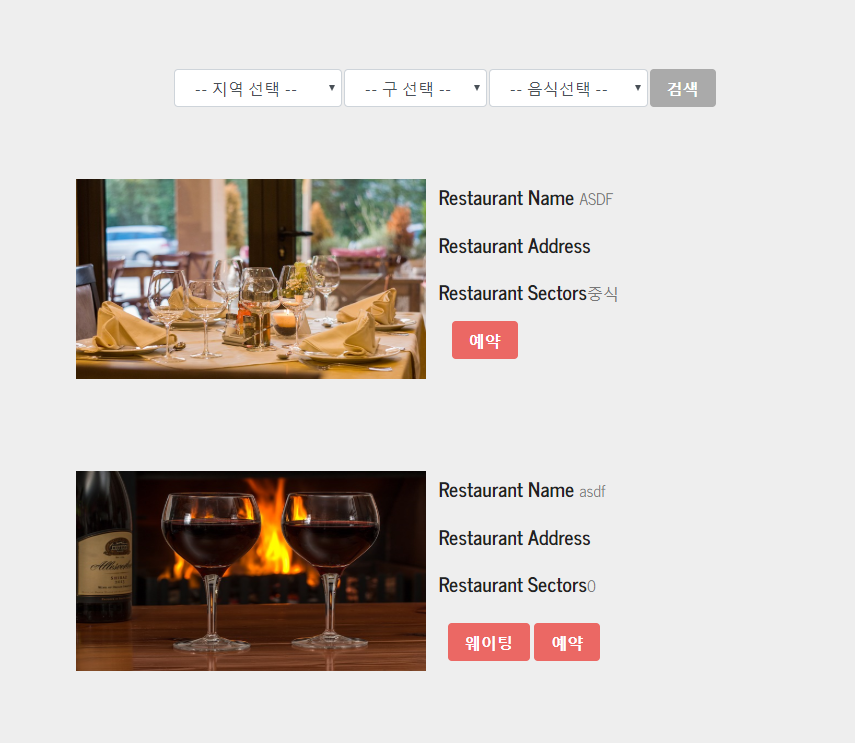 -- 지역 선택 -- -- 구 선택 -- -- 음식선택 -- 검색
Restaurant Name ASDF
Restaurant Address
Restaurant Sectors중식
예약
Restaurant Name asdf
Restaurant Address
Restaurant Sectors0
웨이팅 예약